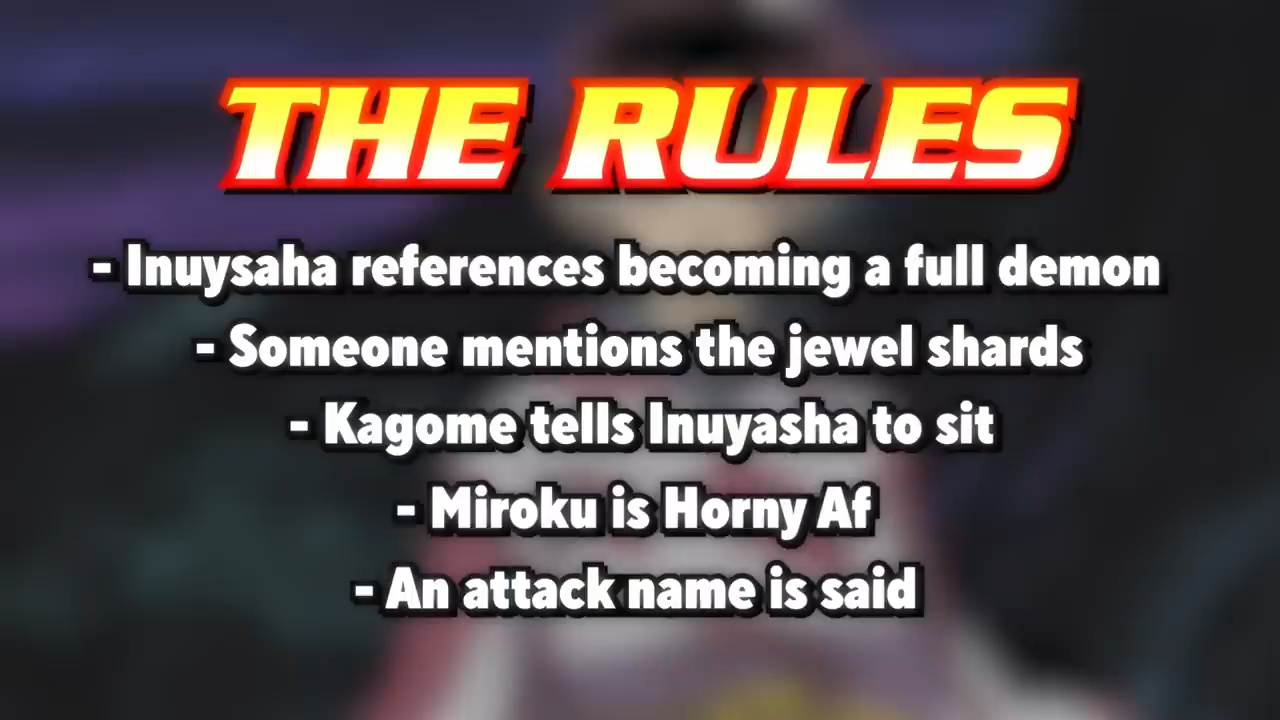 THE RULES
- Inuysaha references becoming a full demon
- Someone mentions the jewel shards
- Kagome tells Inuyasha to sit
- Miroku is Horny Af
- An attack name is said